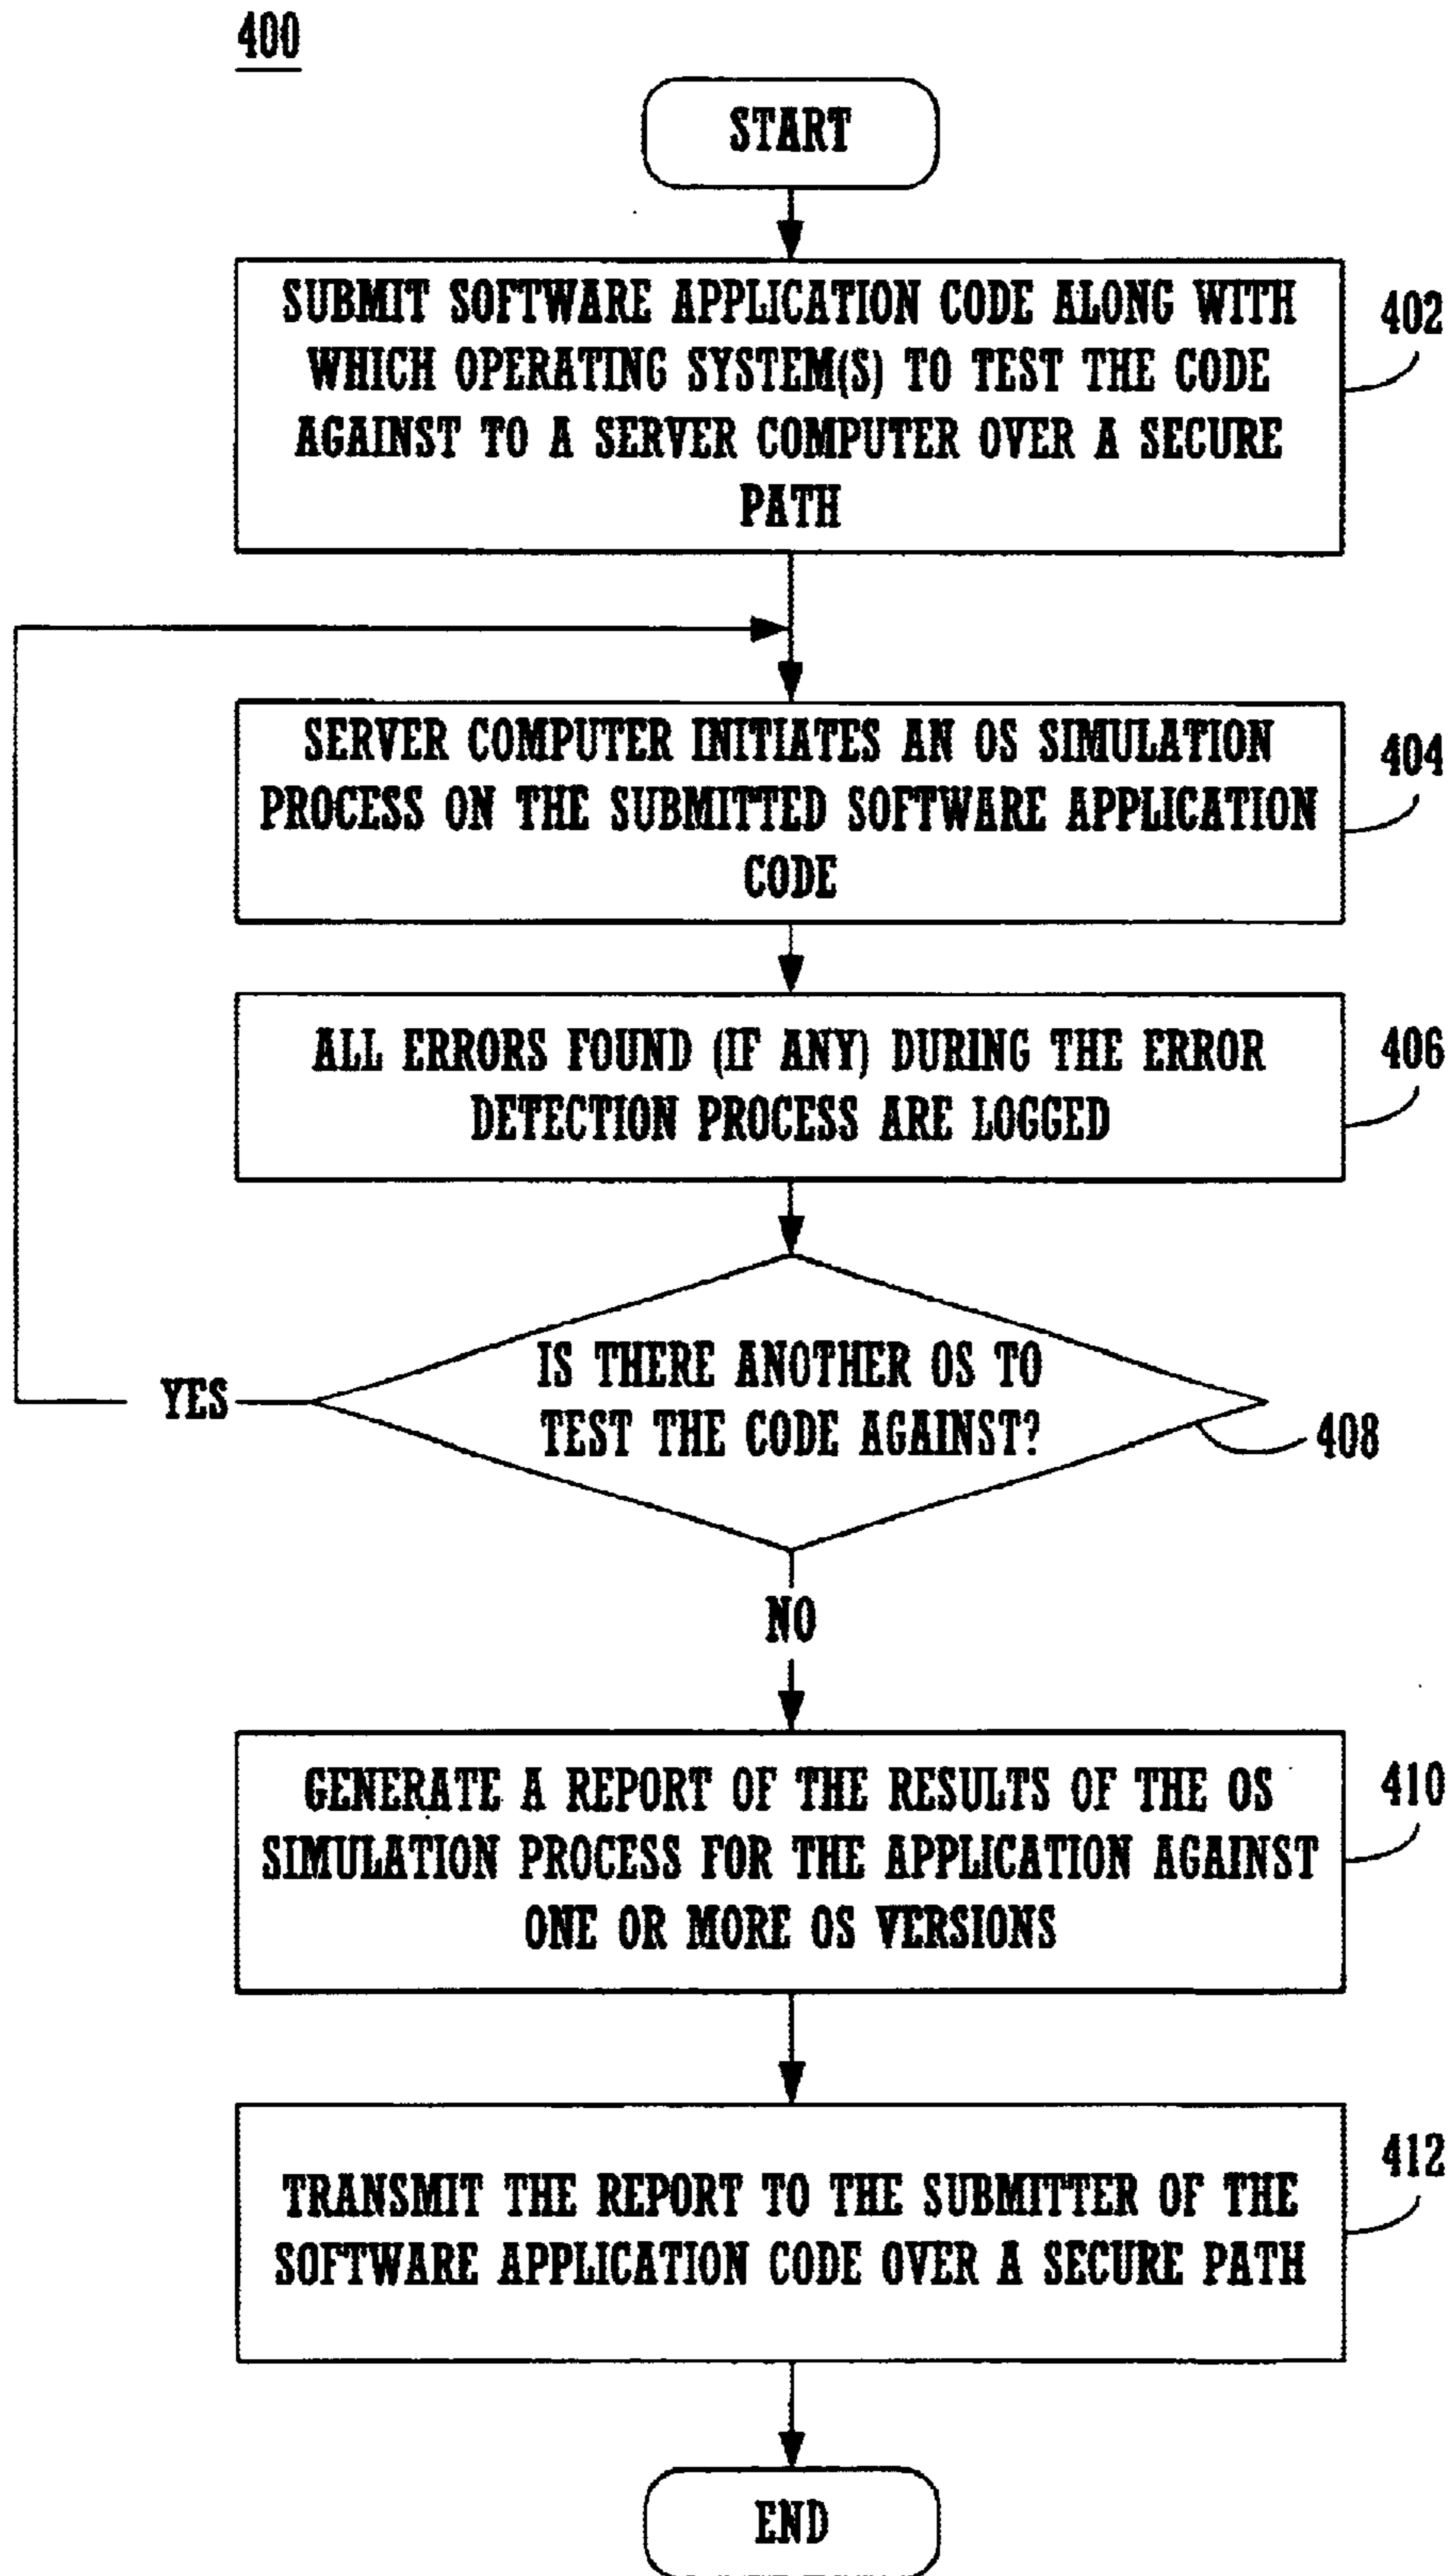 400
START
SUBMIT SOFTWARE APPLICATION CODE ALONG WITH
WHICH OPERATING SYSTEM(S) TO TEST THE CODE
AGAINST TO A SERVER COMPUTER OVER A SECURE
PATH
402
SERVER COMPUTER INITIATES AN OS SIMULATION
PROCESS ON THE SUBMITTED SOFTWARE APPLICATION
CODE
404
ALL ERRORS FOUND (IF ANY) DURING THE ERROR
DETECTION PROCESS ARE LOGGED
406
IS THERE ANOTHER OS TO
TEST THE CODE AGAINST?
408
YES
NO
GENERATE A REPORT OF THE RESULTS OF THE OS
SIMULATION PROCESS FOR THE APPLICATION AGAINST
ONE OR MORE OS VERSIONS
410
TRANSMIT THE REPORT TO THE SUBMITTER OF THE
SOFTWARE APPLICATION CODE OVER A SECURE PATH
412
END